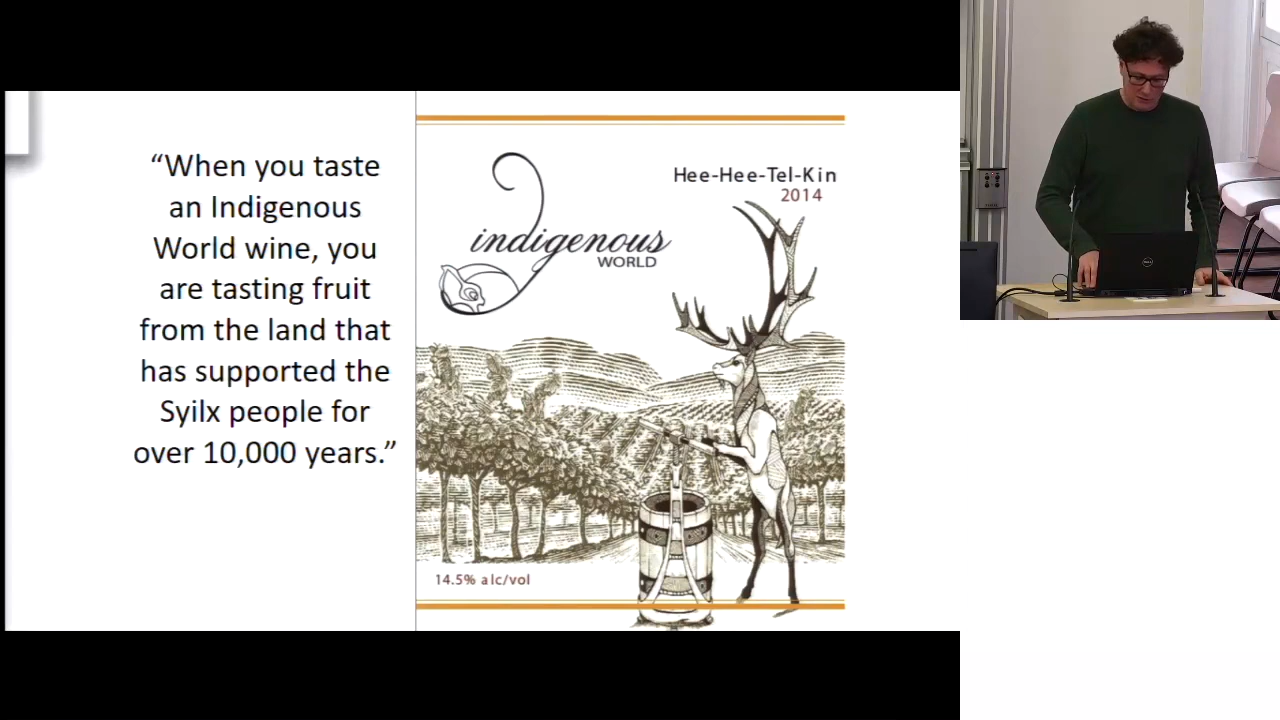 “When you taste
an Indigenous
World wine, you
are tasting fruit
from the land that
has supported the
Syilx people for
over 10,000 years.”
Hee-Hee-Tel-Kin
2014
indigenous
WORLD
14.5% alc/vol
DELL